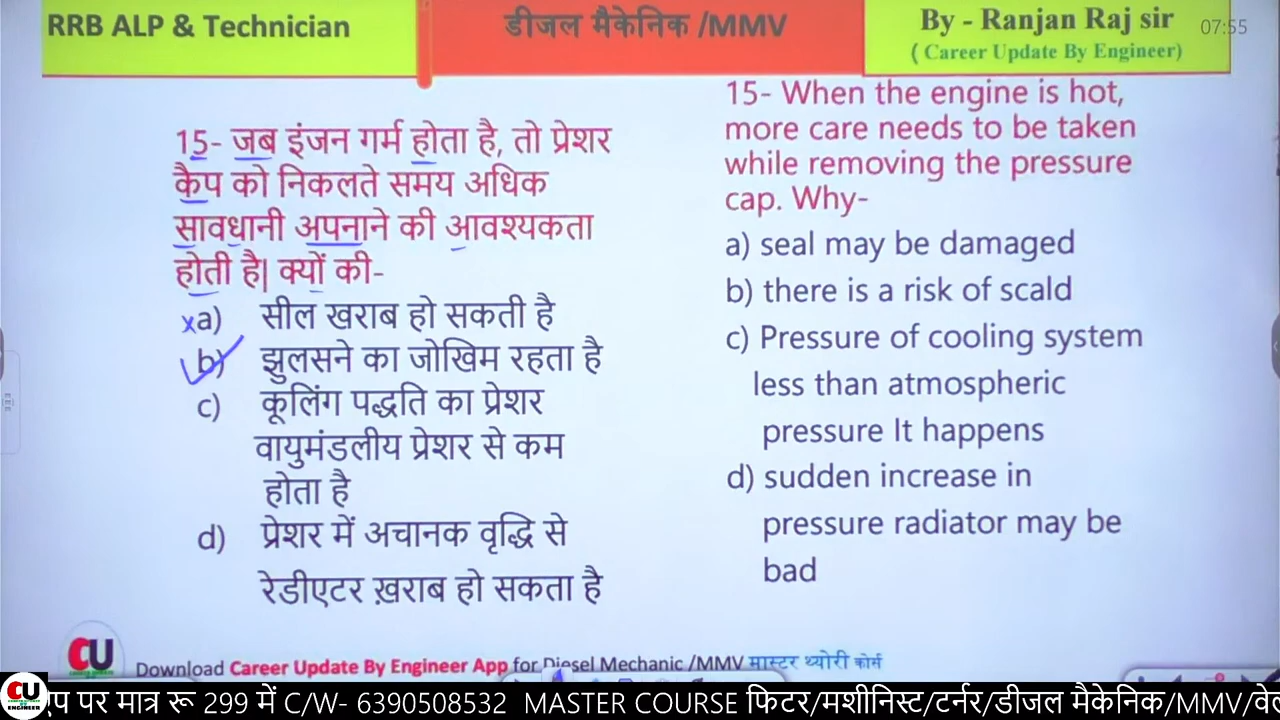 RRB ALP & Technician
डीजल मैकेनिक /MMV
By - Ranjan Raj sir
( Career Update By Engineer)
07:55
15- जब इंजन गर्म होता है, तो प्रेशर
कैप को निकलते समय अधिक
सावधानी अपनाने की आवश्यकता
होती है| क्यों की-
xa) सील खराब हो सकती है
b) झुलसने का जोखिम रहता है
c) कूलिंग पद्धति का प्रेशर
वायुमंडलीय प्रेशर से कम
होता है
d) प्रेशर में अचानक वृद्धि से
रेडीएटर ख़राब हो सकता है
15- When the engine is hot,
more care needs to be taken
while removing the pressure
cap. Why-
a) seal may be damaged
b) there is a risk of scald
c) Pressure of cooling system
less than atmospheric
pressure It happens
d) sudden increase in
pressure radiator may be
bad
CU
Download Career Update By Engineer App for Diesel Mechanic /MMV मास्टर थ्योरी कोर्स
CU
ENGINEER
पर मात्र रू 299 में C/W- 6390508532 MASTER COURSE फिटर/मशीनिस्ट/टर्नर/डीजल मैकेनिक/MMV/